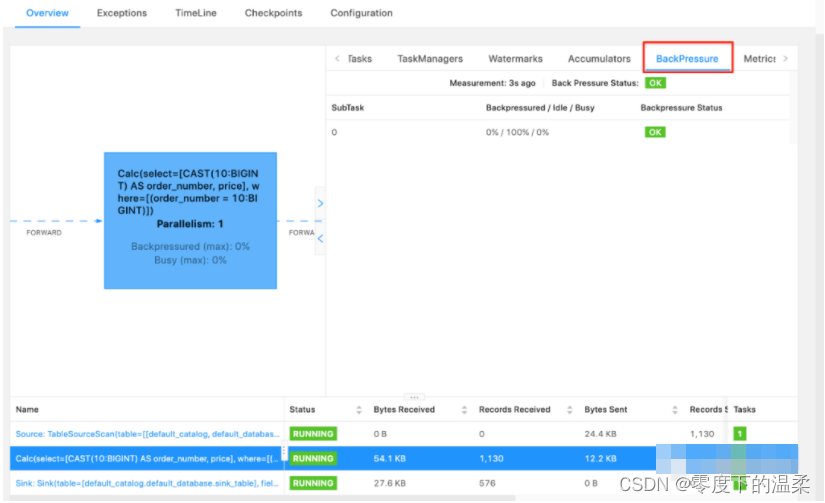 Overview Exceptions TimeLine Checkpoints Configuration
Tasks TaskManagers Watermarks Accumulators BackPressure Metrics
Measurement: 3s ago Back Pressure Status: OK
SubTask Backpressured / Idle / Busy Backpressure Status
0 0% / 100% / 0% OK
Calc(select=[CAST(10:BIGIN
T) AS order_number, price], w
here=[(order_number = 10:BI
GINT)])
Parallelism: 1
Backpressured (max): 0%
Busy (max): 0%
FORWARD
FORWA
Name Status Bytes Received Records Received Bytes Sent Records S Tasks
Source: TableSourceScan(table=[[default_catalog, default_databas... RUNNING 0 B 0 24.4 KB 1,130 1
Calc(select=[CAST(10:BIGINT) AS order_number, price], where=[(... RUNNING 54.1 KB 1,130 12.2 KB
Sink: Sink(table=[default_catalog.default_database.sink_table], fiel... RUNNING 27.6 KB 576 0 B
CSDN @零度下的温柔